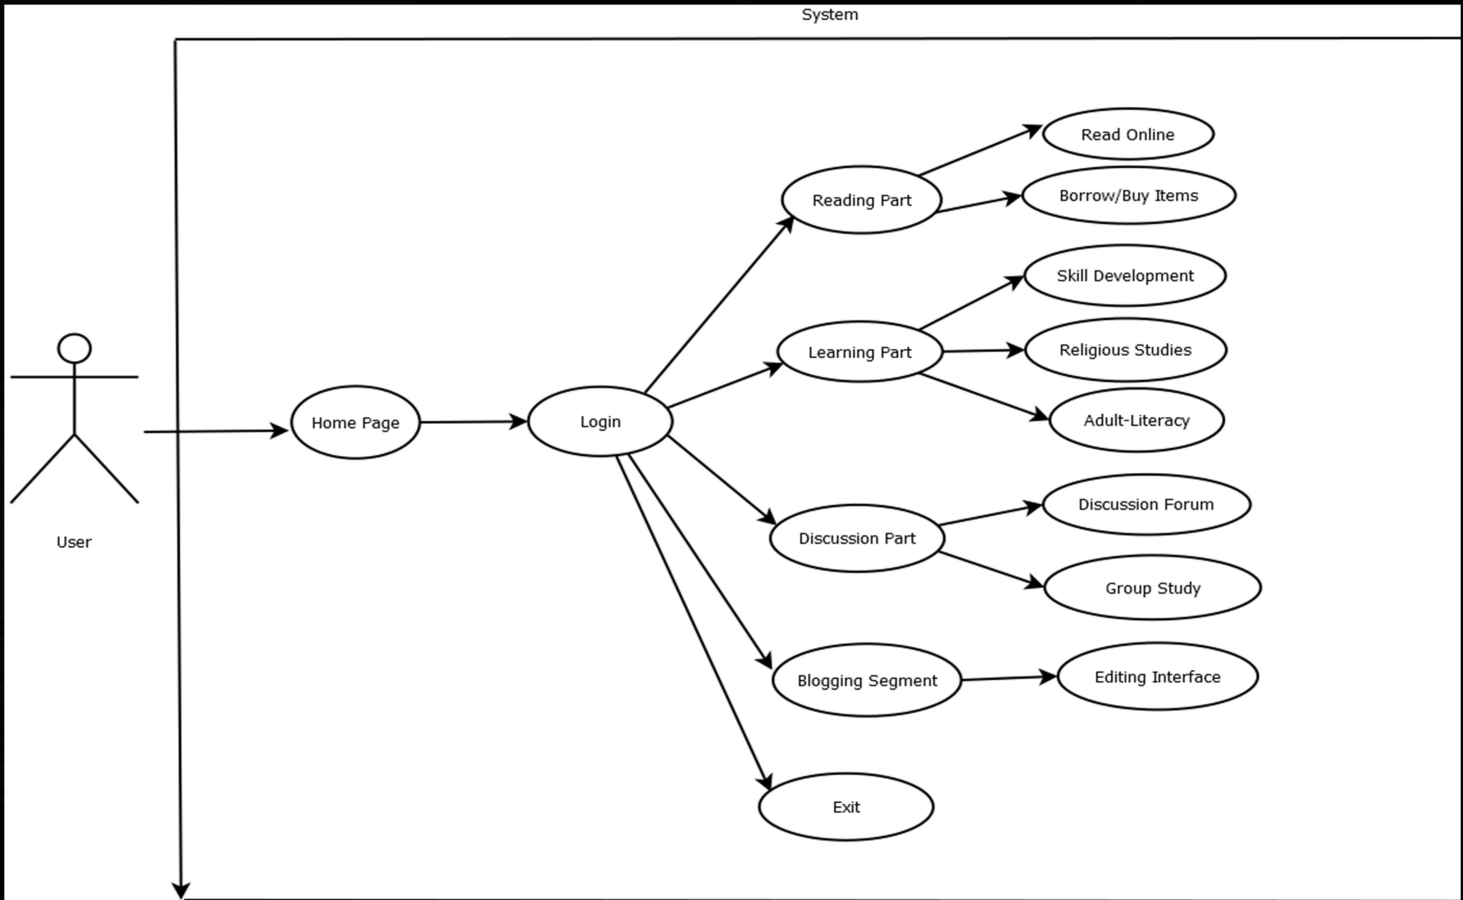 System
Read Online
Reading Part
Borrow/Buy Items
Skill Development
Learning Part
Religious Studies
Adult-Literacy
Home Page
Login
Discussion Forum
Discussion Part
User
Group Study
Blogging Segment
Editing Interface
Exit